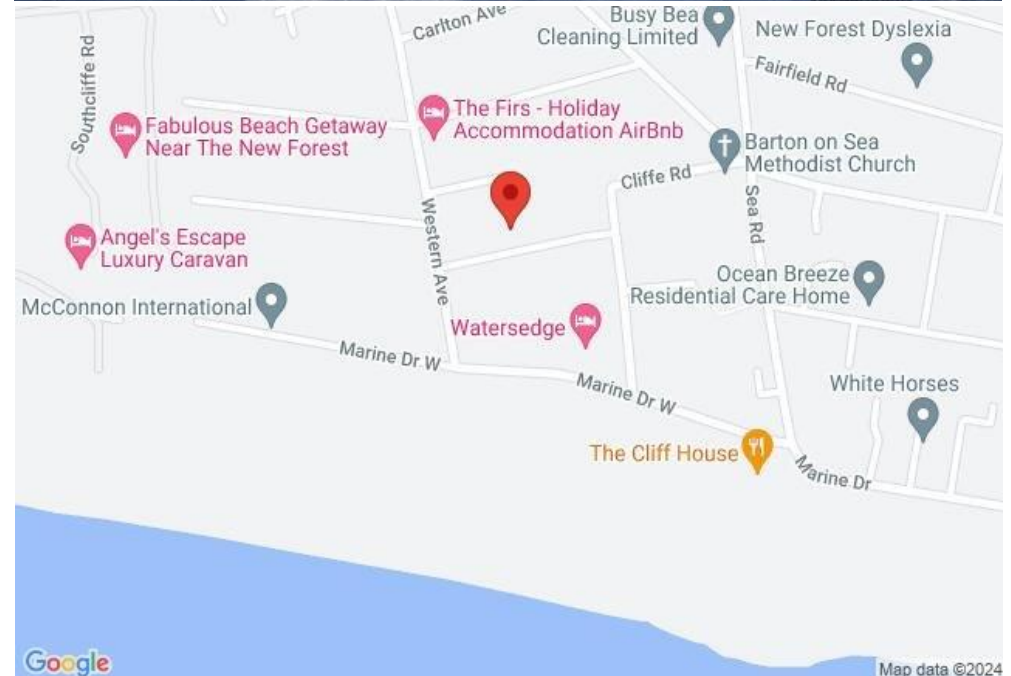 Carlton Ave
Busy Bea
Cleaning Limited
New Forest Dyslexia
Southcliffe Rd
Fairfield Rd
The Firs - Holiday
Accommodation AirBnb
Fabulous Beach Getaway
Near The New Forest
Barton on Sea
Methodist Church
Cliffe Rd
Western Ave
Sea Rd
Angel's Escape
Luxury Caravan
Ocean Breeze
Residential Care Home
McConnon International
Watersedge
Marine Dr W
Marine Dr W
White Horses
The Cliff House
Marine Dr
Google
Map data ©2024